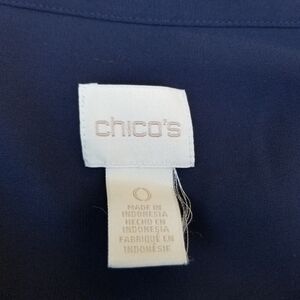 chico's
0
MADE IN
INDONESIA
HECHO EN
INDONESIA
FABRIQUÉ EN
INDONÉSIE